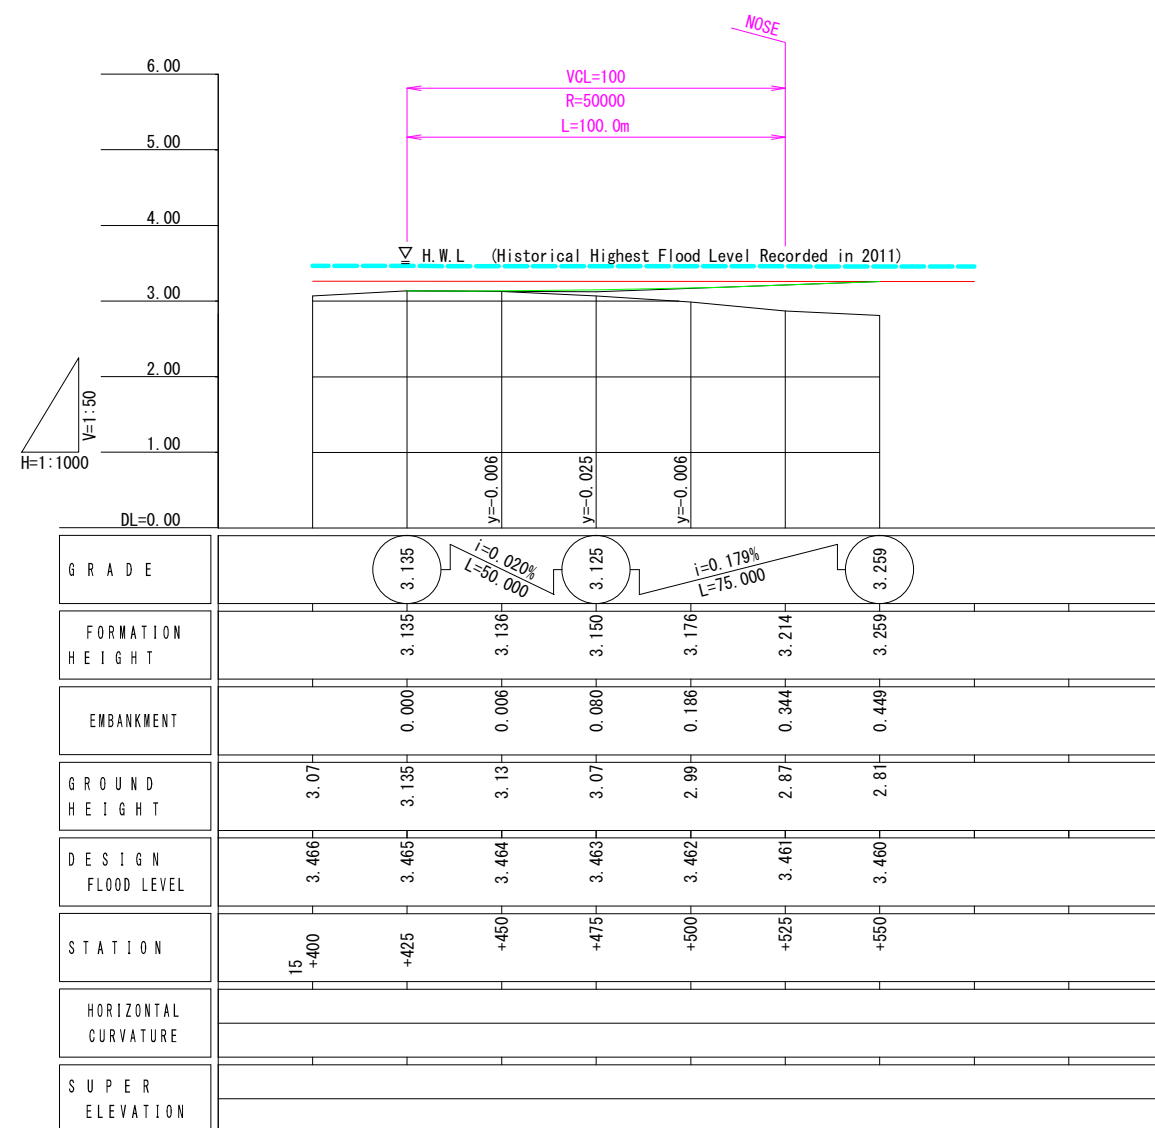 NOSE
6.00
VCL=100
R=50000
L=100.0m
5.00
4.00
H.W.L (Historical Highest Flood Level Recorded in 2011)
3.00
2.00
V=1:50
1.00
H=1:1000
y=-0.006
y=-0.025
y=-0.006
DL=0.00
GRADE
3.135
i=0.020%
L=50.000
3.125
i=0.179%
L=75.000
3.259
FORMATION
HEIGHT
3.135
3.136
3.150
3.176
3.214
3.259
EMBANKMENT
0.000
0.006
0.080
0.186
0.344
0.449
GROUND
HEIGHT
3.07
3.135
3.13
3.07
2.99
2.87
2.81
DESIGN
FLOOD LEVEL
3.466
3.465
3.464
3.463
3.462
3.461
3.460
STATION
15
+400
+425
+450
+475
+500
+525
+550
HORIZONTAL
CURVATURE
SUPER
ELEVATION